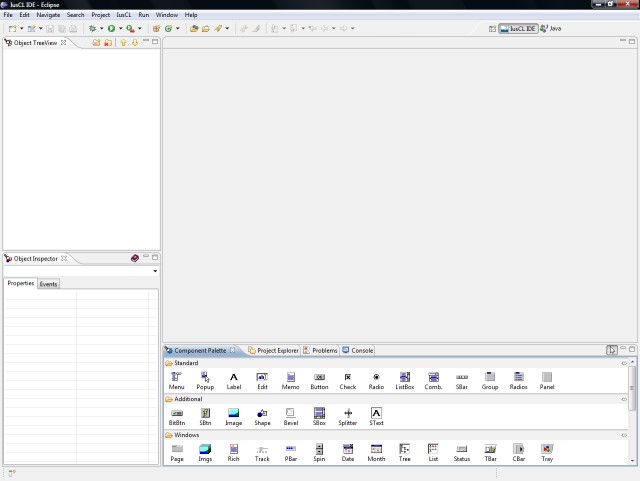 IusCL IDE - Eclipse
File Edit Navigate Search Project IusCL Run Window Help
IusCL IDE Java
Object TreeView
Object Inspector
Properties Events
Component Palette Project Explorer Problems Console
Standard
Menu Popup Label Edit Memo Button Check Radio ListBox Comb. SBar Group Radios Panel
Additional
BitBtn SBtn Image Shape Bevel SBox Splitter SText
Windows
Page Imgs Rich Track PBar Spin Date Month Tree List Status TBar CBar Tray